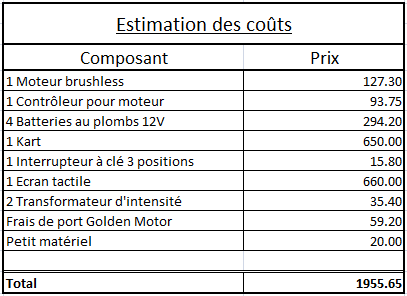 Estimation des coûts
Composant Prix
1 Moteur brushless 127.30
1 Contrôleur pour moteur 93.75
4 Batteries au plombs 12V 294.20
1 Kart 650.00
1 Interrupteur à clé 3 positions 15.80
1 Ecran tactile 660.00
2 Transformateur d'intensité 35.40
Frais de port Golden Motor 59.20
Petit matériel 20.00
Total 1955.65